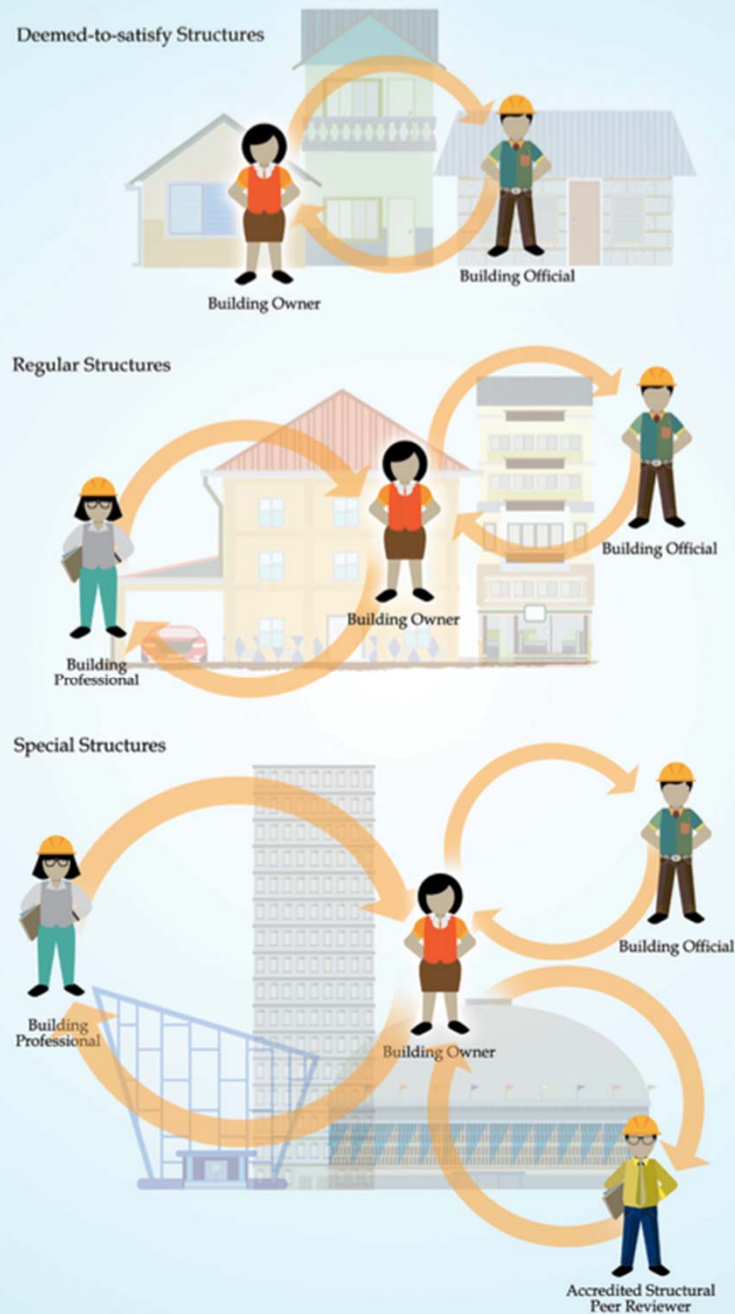 Deemed-to-satisfy Structures
Building Owner
Building Official
Regular Structures
Building Official
Building Owner
Building
Professional
Special Structures
Building Official
Building
Professional
Building Owner
Accredited Structural
Peer Reviewer